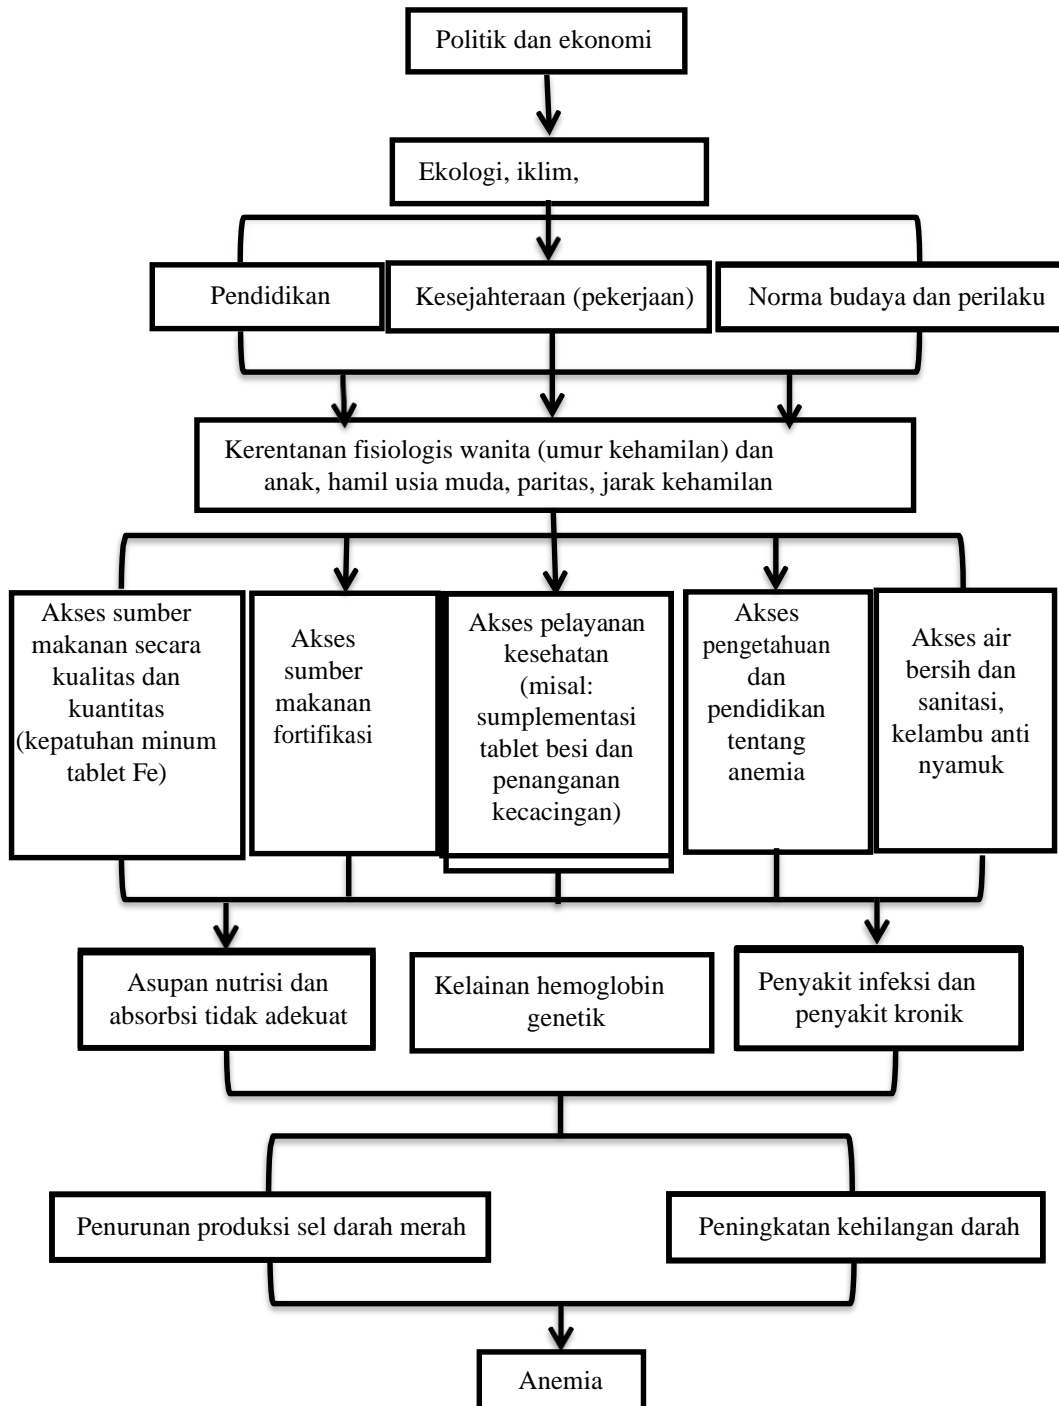 Politik dan ekonomi
Ekologi, iklim,
Pendidikan
Kesejahteraan (pekerjaan)
Norma budaya dan perilaku
Kerentanan fisiologis wanita (umur kehamilan) dan
anak, hamil usia muda, paritas, jarak kehamilan
Akses sumber
makanan secara
kualitas dan
kuantitas
(kepatuhan minum
tablet Fe)
Akses
sumber
makanan
fortifikasi
Akses pelayanan
kesehatan
(misal:
sumplementasi
tablet besi dan
penanganan
kecacingan)
Akses
pengetahuan
dan
pendidikan
tentang
anemia
Akses air
bersih dan
sanitasi,
kelambu anti
nyamuk
Asupan nutrisi dan
absorbsi tidak adekuat
Kelainan hemoglobin
genetik
Penyakit infeksi dan
penyakit kronik
Penurunan produksi sel darah merah
Peningkatan kehilangan darah
Anemia